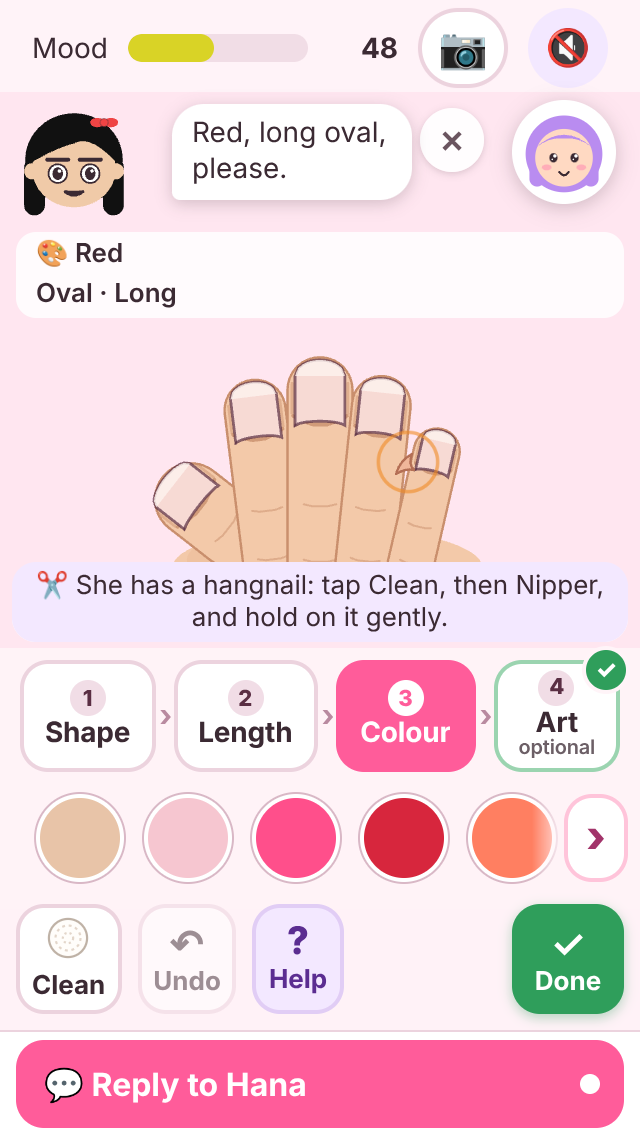 Mood
48
Red, long oval,
please.
🎨 Red
Oval · Long
✂️ She has a hangnail: tap Clean, then Nipper,
and hold on it gently.
1
Shape
›
2
Length
›
3
Colour
›
4
Art
optional
›
Clean
Undo
?
Help
Done
💬 Reply to Hana